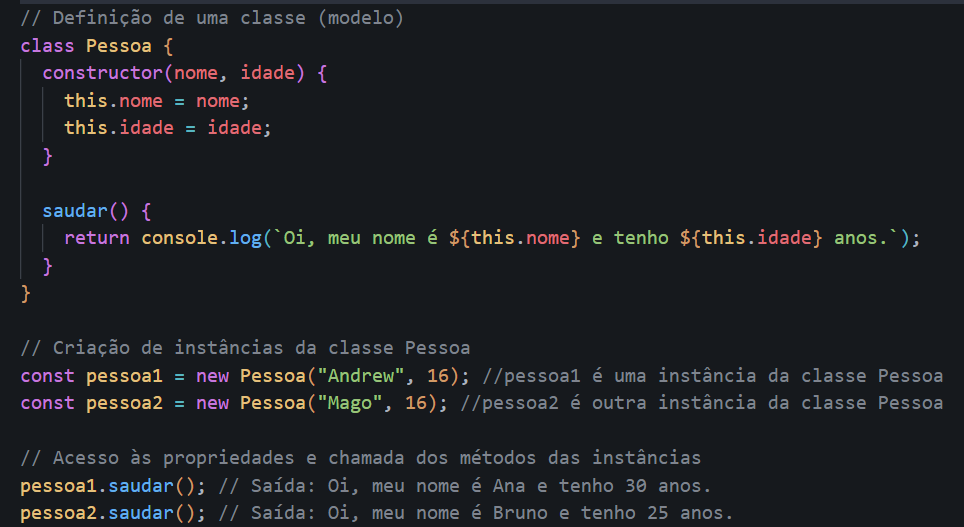 // Definição de uma classe (modelo)
class Pessoa {
  constructor(nome, idade) {
    this.nome = nome;
    this.idade = idade;
  }

  saudar() {
    return console.log(`Oi, meu nome é ${this.nome} e tenho ${this.idade} anos.`);
  }
}

// Criação de instâncias da classe Pessoa
const pessoa1 = new Pessoa("Andrew", 16); //pessoa1 é uma instância da classe Pessoa
const pessoa2 = new Pessoa("Mago", 16); //pessoa2 é outra instância da classe Pessoa

// Acesso às propriedades e chamada dos métodos das instâncias
pessoa1.saudar(); // Saída: Oi, meu nome é Ana e tenho 30 anos.
pessoa2.saudar(); // Saída: Oi, meu nome é Bruno e tenho 25 anos.